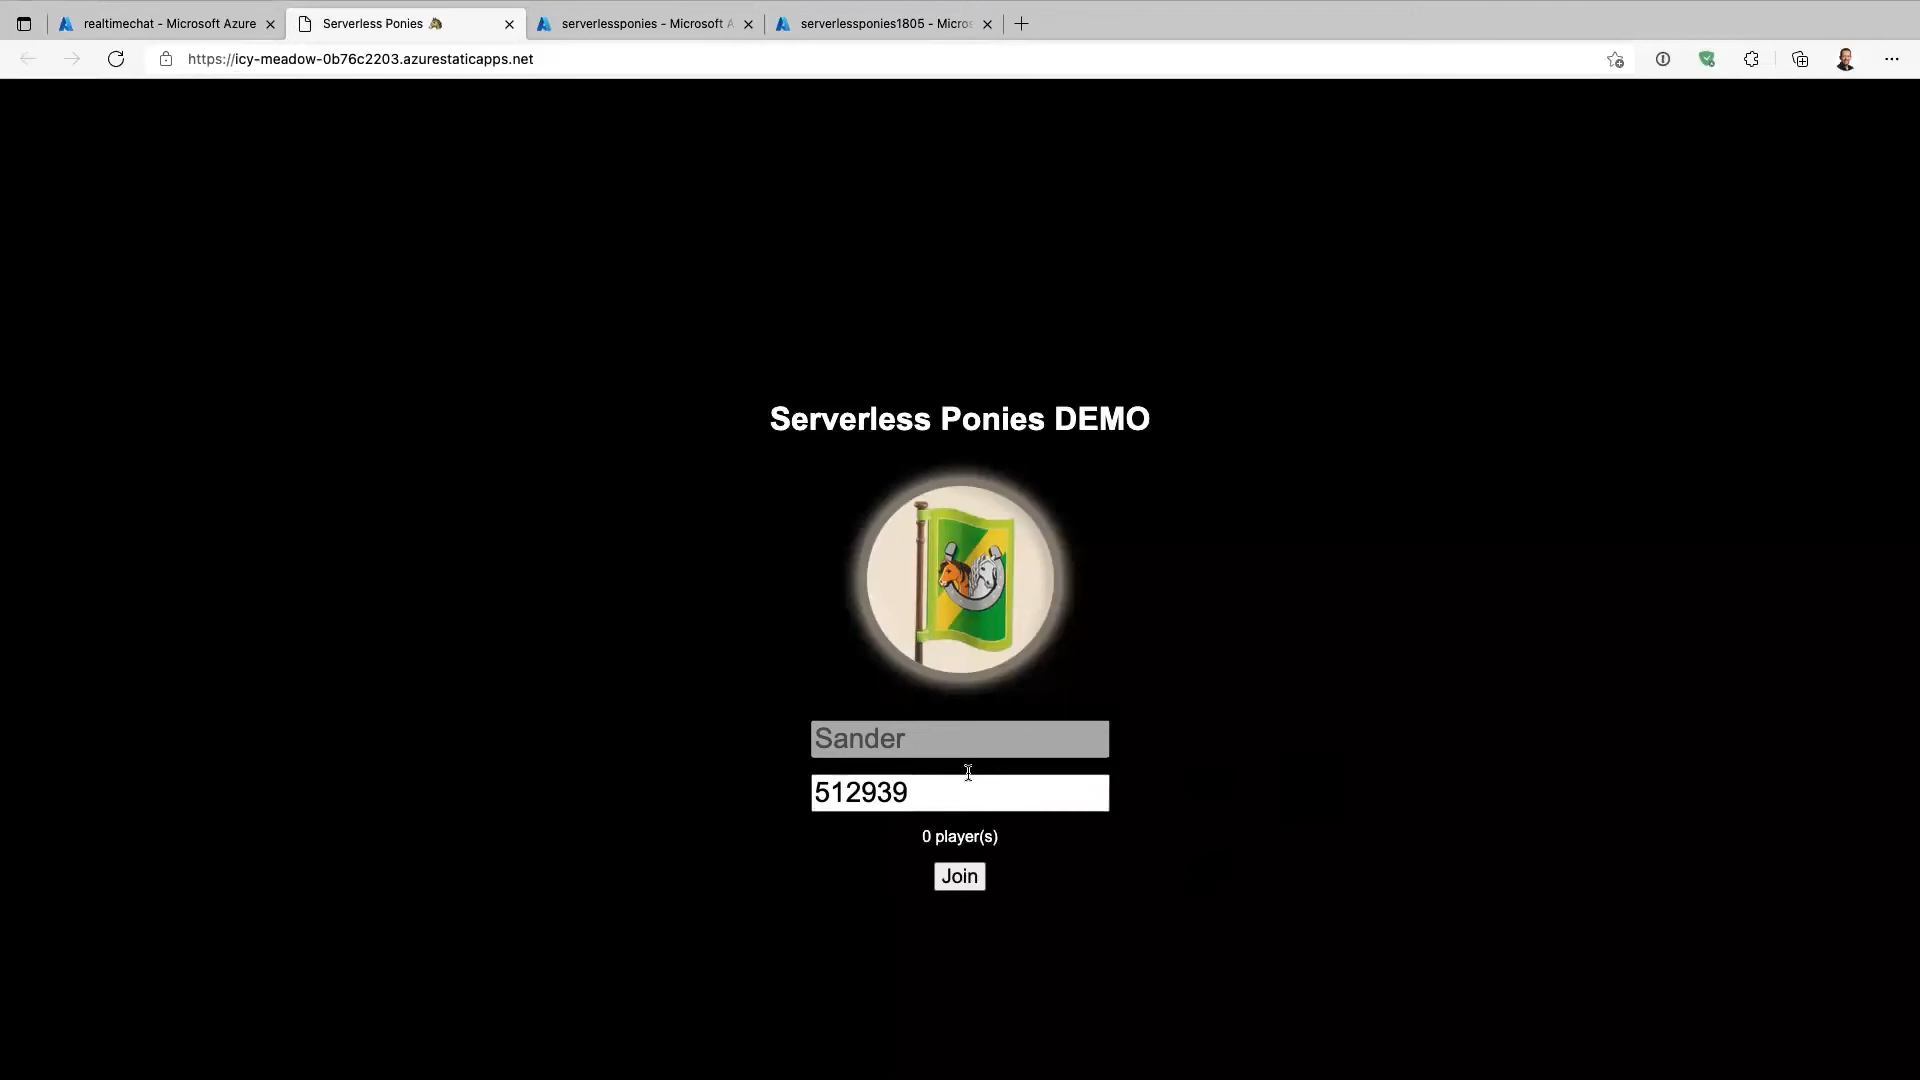 realtimechat - Microsoft Azure
Serverless Ponies
serverlessponies - Microsoft A
serverlessponies1805 - Micros
https://icy-meadow-0b76c2203.azurestaticapps.net
Serverless Ponies DEMO
Sander
512939
0 player(s)
Join